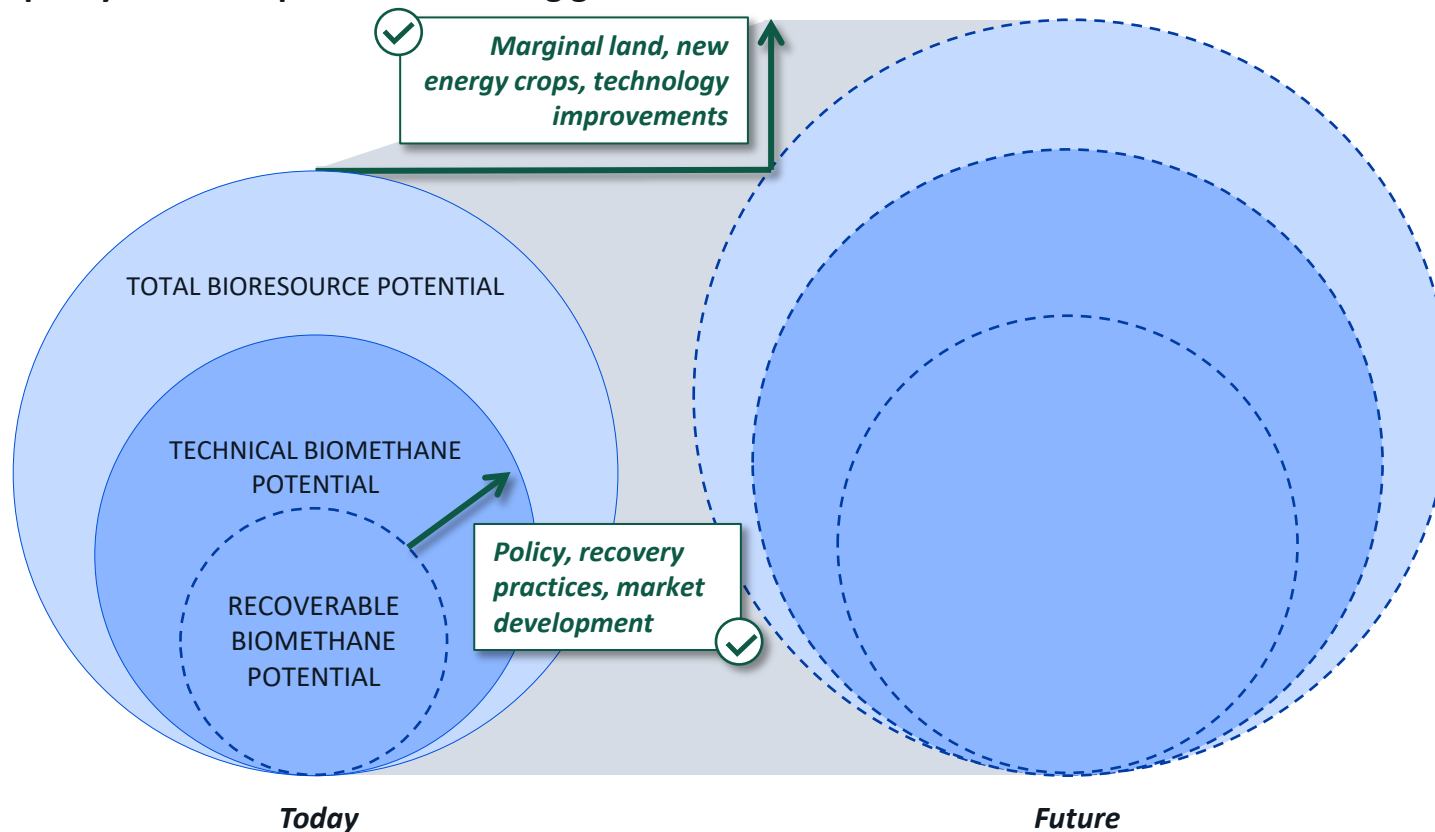 Marginal land, new
energy crops, technology
improvements
TOTAL BIORESOURCE POTENTIAL
TECHNICAL BIOMETHANE
POTENTIAL
Policy, recovery
practices, market
development
RECOVERABLE
BIOMETHANE
POTENTIAL
Today
Future